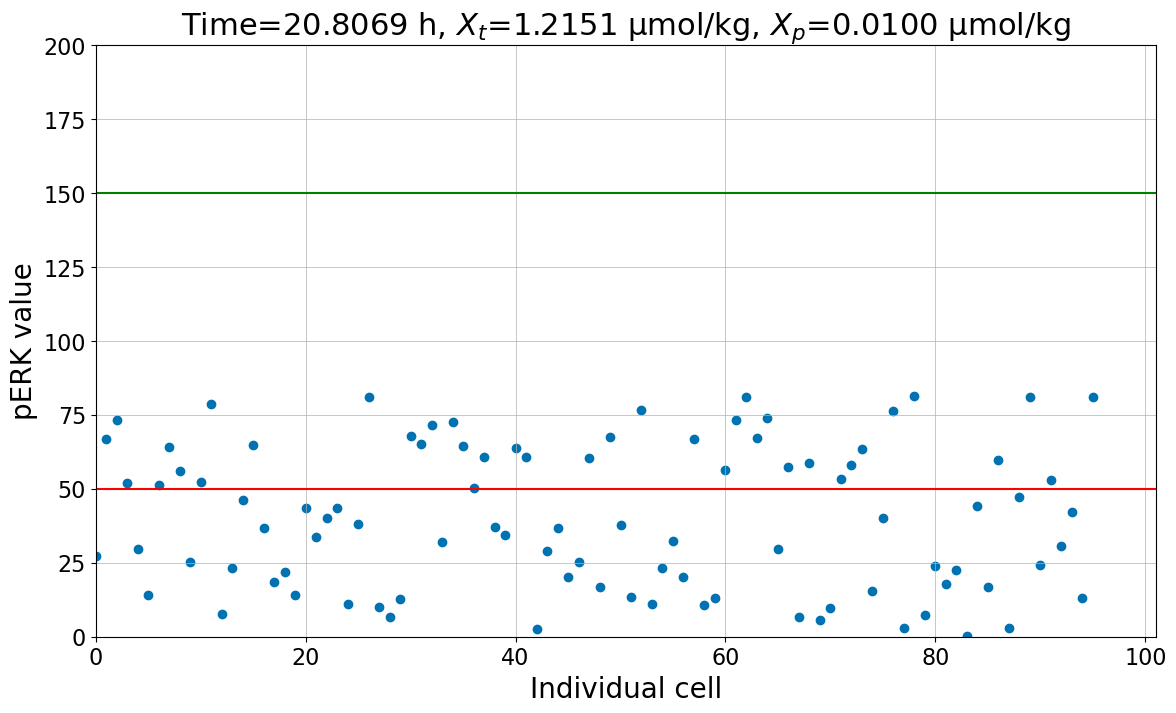 Time=20.8069 h, Xₜ=1.2151 μmol/kg, Xₚ=0.0100 μmol/kg
200
175
150
125
100
75
50
25
0
pERK value
0 20 40 60 80 100
Individual cell